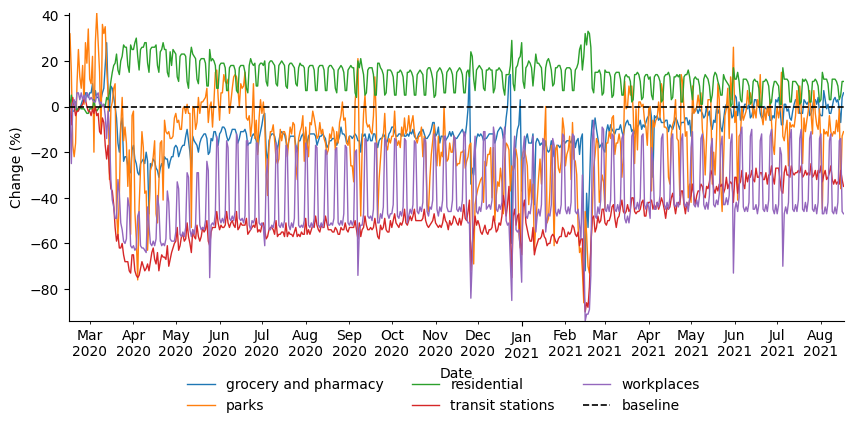 40
20
0
−20
−40
−60
−80
Change (%)
Mar Apr May Jun Jul Aug Sep Oct Nov Dec Jan Feb Mar Apr May Jun Jul Aug
2020 2020 2020 2020 2020 2020 2020 2020 2020 2020 2021 2021 2021 2021 2021 2021 2021 2021
Date
grocery and pharmacy residential workplaces
parks transit stations baseline